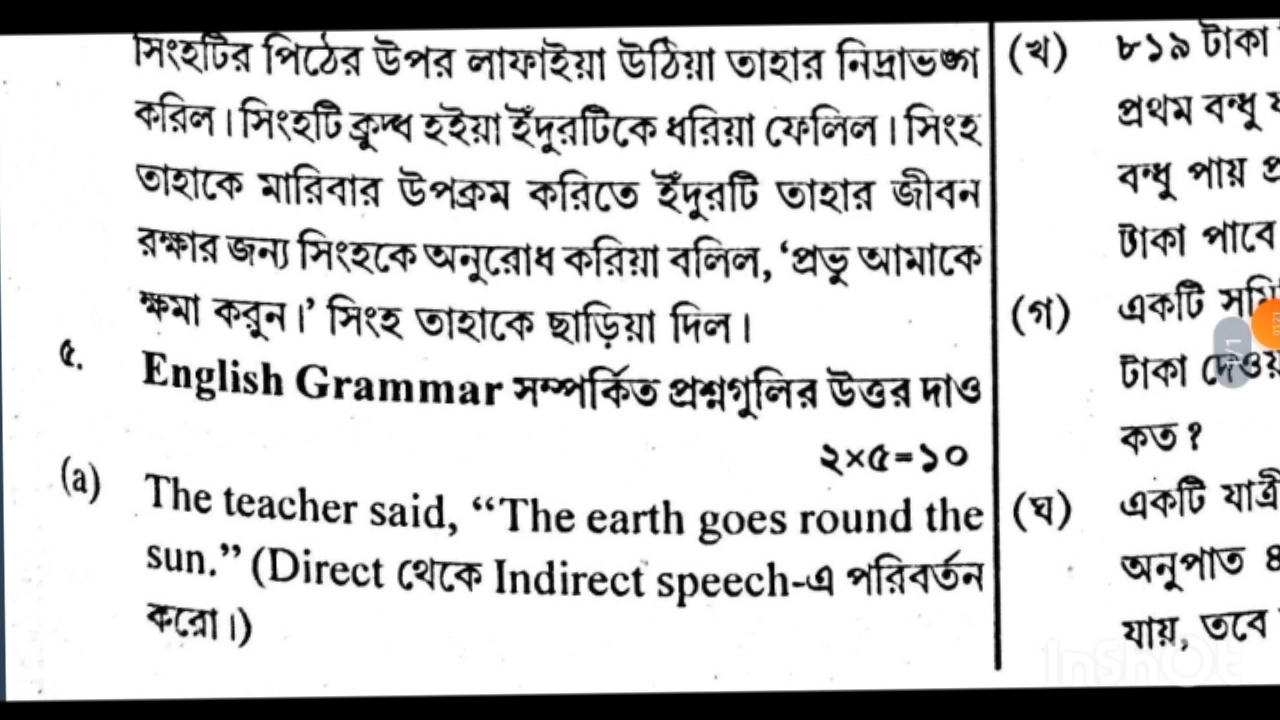 সিংহটির পিঠের উপর লাফাইয়া উঠিয়া তাহার নিদ্রাভঙ্গ
করিল। সিংহটি ক্রুদ্ধ হইয়া ইঁদুরটিকে ধরিয়া ফেলিল। সিংহ
তাহাকে মারিবার উপক্রম করিতে ইঁদুরটি তাহার জীবন
রক্ষার জন্য সিংহকে অনুরোধ করিয়া বলিল, ‘প্রভু আমাকে
ক্ষমা করুন।’ সিংহ তাহাকে ছাড়িয়া দিল।
৫. English Grammar সম্পর্কিত প্রশ্নগুলির উত্তর দাও
২×৫=১০
(a) The teacher said, “The earth goes round the
sun.” (Direct থেকে Indirect speech-এ পরিবর্তন
করো।)
(খ) ৮১৯ টাকা
প্রথম বন্ধু
বন্ধু পায়
টাকা পাবে
(গ) একটি
টাকা
কত?
(ঘ) একটি যাত্রী
অনুপাত ৪
যায়, তবে
InShOt